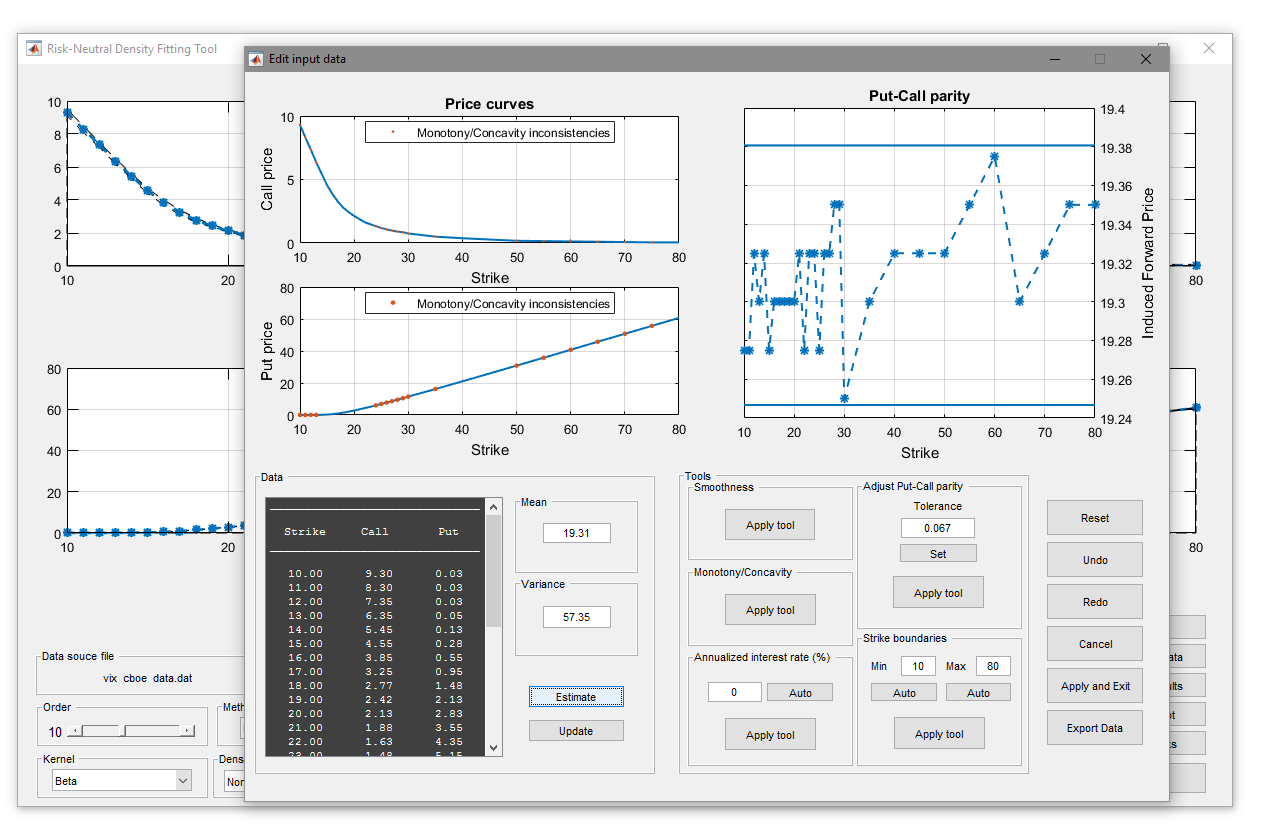 Risk-Neutral Density Fitting Tool
10
8
6
4
2
0
10
20
80
60
40
20
0
10
20
80
80
Data souce file
vix cboe data.dat
Order
10
Meth
Kernel
Beta
Dens
Nor
ata
ults
ot
cs
Edit input data
Price curves
Monotony/Concavity inconsistencies
Call price
10
5
0
10 20 30 40 50 60 70 80
Strike
Monotony/Concavity inconsistencies
Put price
80
60
40
20
0
10 20 30 40 50 60 70 80
Strike
Put-Call parity
19.4
19.38
19.36
19.34
19.32
19.3
19.28
19.26
19.24
Induced Forward Price
10 20 30 40 50 60 70 80
Strike
Data
Strike Call Put
10.00 9.30 0.03
11.00 8.30 0.03
12.00 7.35 0.03
13.00 6.35 0.05
14.00 5.45 0.13
15.00 4.55 0.28
16.00 3.85 0.55
17.00 3.25 0.95
18.00 2.77 1.48
19.00 2.42 2.13
20.00 2.13 2.83
21.00 1.88 3.55
22.00 1.63 4.35
23.00 1.48 5.15
Mean
19.31
Variance
57.35
Estimate
Update
Tools
Smoothness
Apply tool
Monotony/Concavity
Apply tool
Annualized interest rate (%)
0 Auto
Apply tool
Adjust Put-Call parity
Tolerance
0.067
Set
Apply tool
Strike boundaries
Min 10 Max 80
Auto Auto
Apply tool
Reset
Undo
Redo
Cancel
Apply and Exit
Export Data